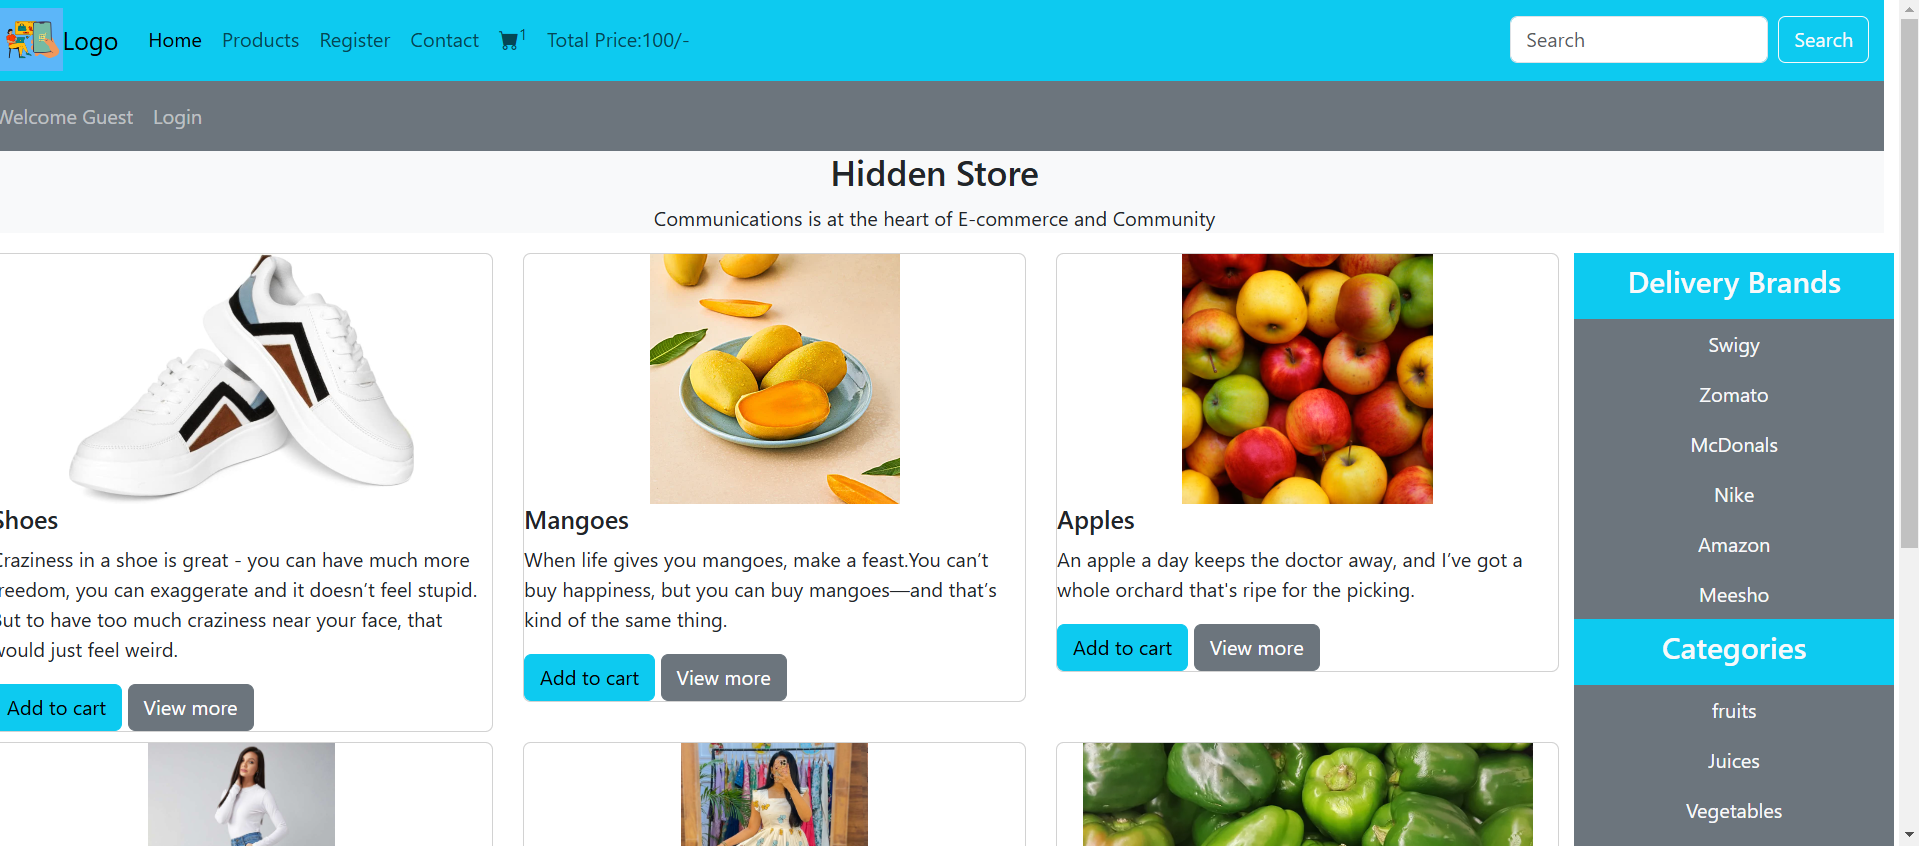 Logo Home Products Register Contact 1 Total Price:100/- Search Search
Welcome Guest Login
Hidden Store
Communications is at the heart of E-commerce and Community
Shoes
Craziness in a shoe is great - you can have much more
freedom, you can exaggerate and it doesn’t feel stupid.
But to have too much craziness near your face, that
would just feel weird.
Add to cart View more
Mangoes
When life gives you mangoes, make a feast.You can’t
buy happiness, but you can buy mangoes—and that’s
kind of the same thing.
Add to cart View more
Apples
An apple a day keeps the doctor away, and I’ve got a
whole orchard that's ripe for the picking.
Add to cart View more
Delivery Brands
Swigy
Zomato
McDonals
Nike
Amazon
Meesho
Categories
fruits
Juices
Vegetables